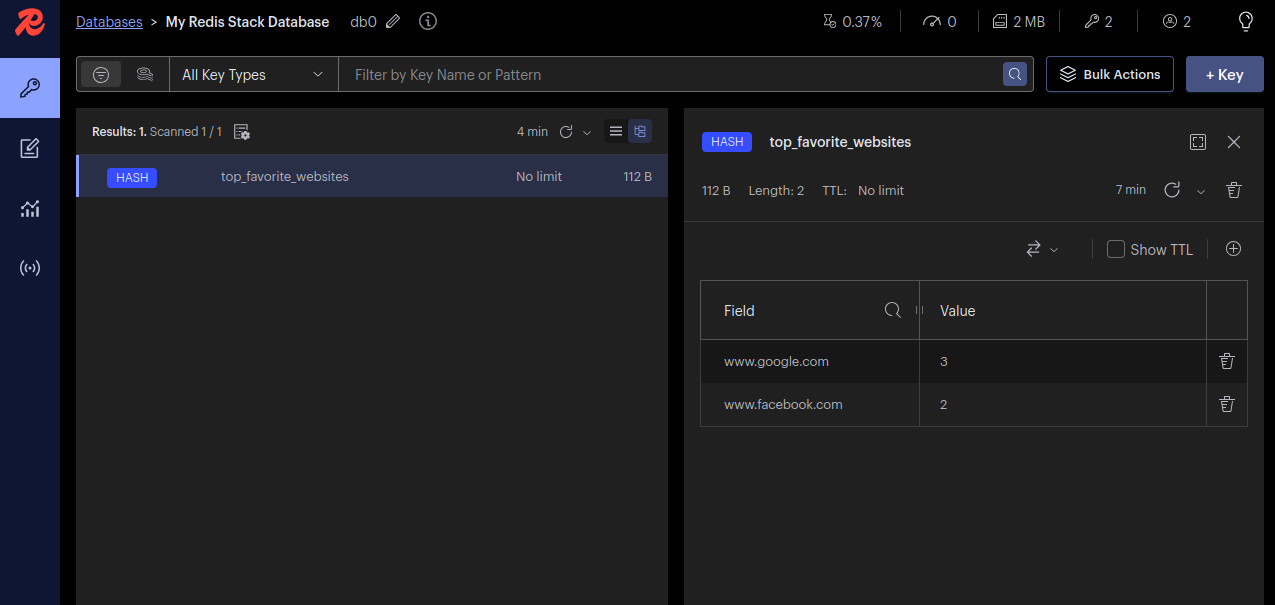 Databases > My Redis Stack Database db0 0.37% 0 2 MB 2 2
All Key Types Filter by Key Name or Pattern Bulk Actions + Key
Results: 1. Scanned 1 / 1 4 min
HASH top_favorite_websites No limit 112 B
HASH top_favorite_websites
112 B Length: 2 TTL: No limit 7 min
Show TTL
Field Value
www.google.com 3
www.facebook.com 2